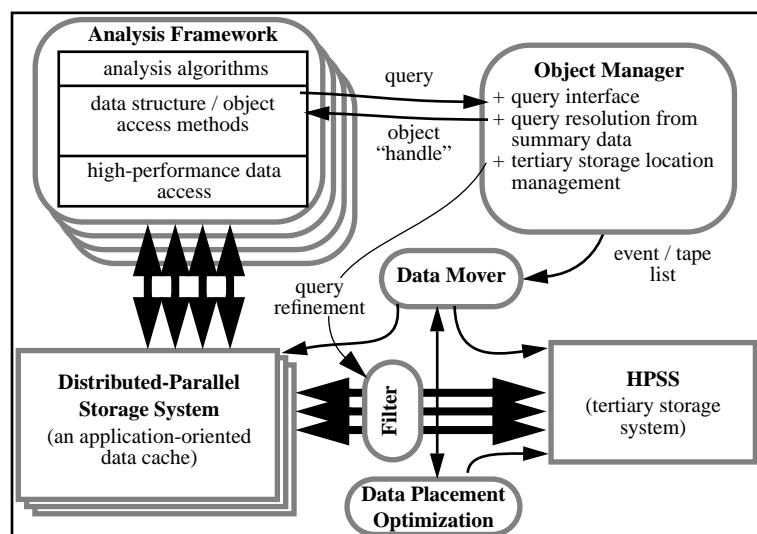 Analysis Framework
analysis algorithms
data structure / object
access methods
high-performance data
access
query
object
“handle”
Object Manager
+ query interface
+ query resolution from
summary data
+ tertiary storage location
management
event / tape
list
Data Mover
query
refinement
Distributed-Parallel
Storage System
(an application-oriented
data cache)
Filter
HPSS
(tertiary storage
system)
Data Placement
Optimization